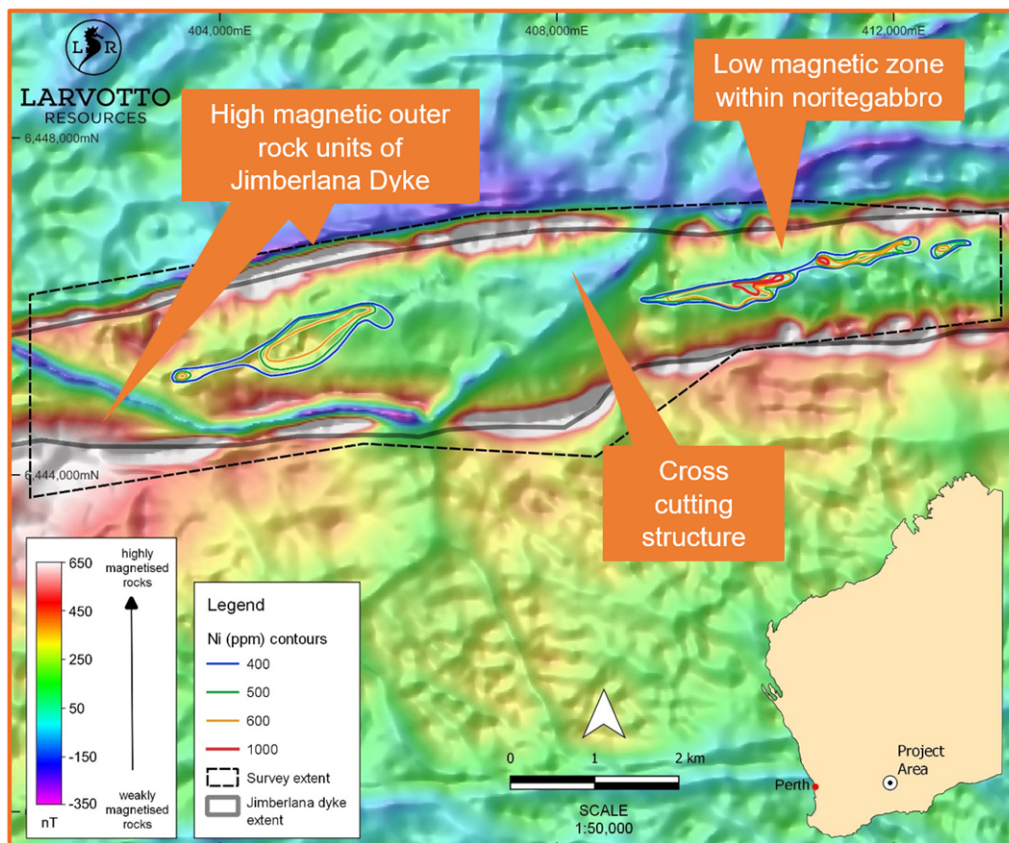 404,000mE
408,000mE
412,000mE
L R
LARVOTTO
RESOURCES
6,448,000mN
High magnetic outer
rock units of
Jimberlana Dyke
Low magnetic zone
within noritegabbro
6,444,000mN
Cross
cutting
structure
650
450
250
50
-150
-350
nT
highly
magnetised
rocks
weakly
magnetised
rocks
Legend
Ni (ppm) contours
400
500
600
1000
Survey extent
Jimberlana dyke
extent
0 1 2 km
SCALE
1:50,000
Perth
Project
Area